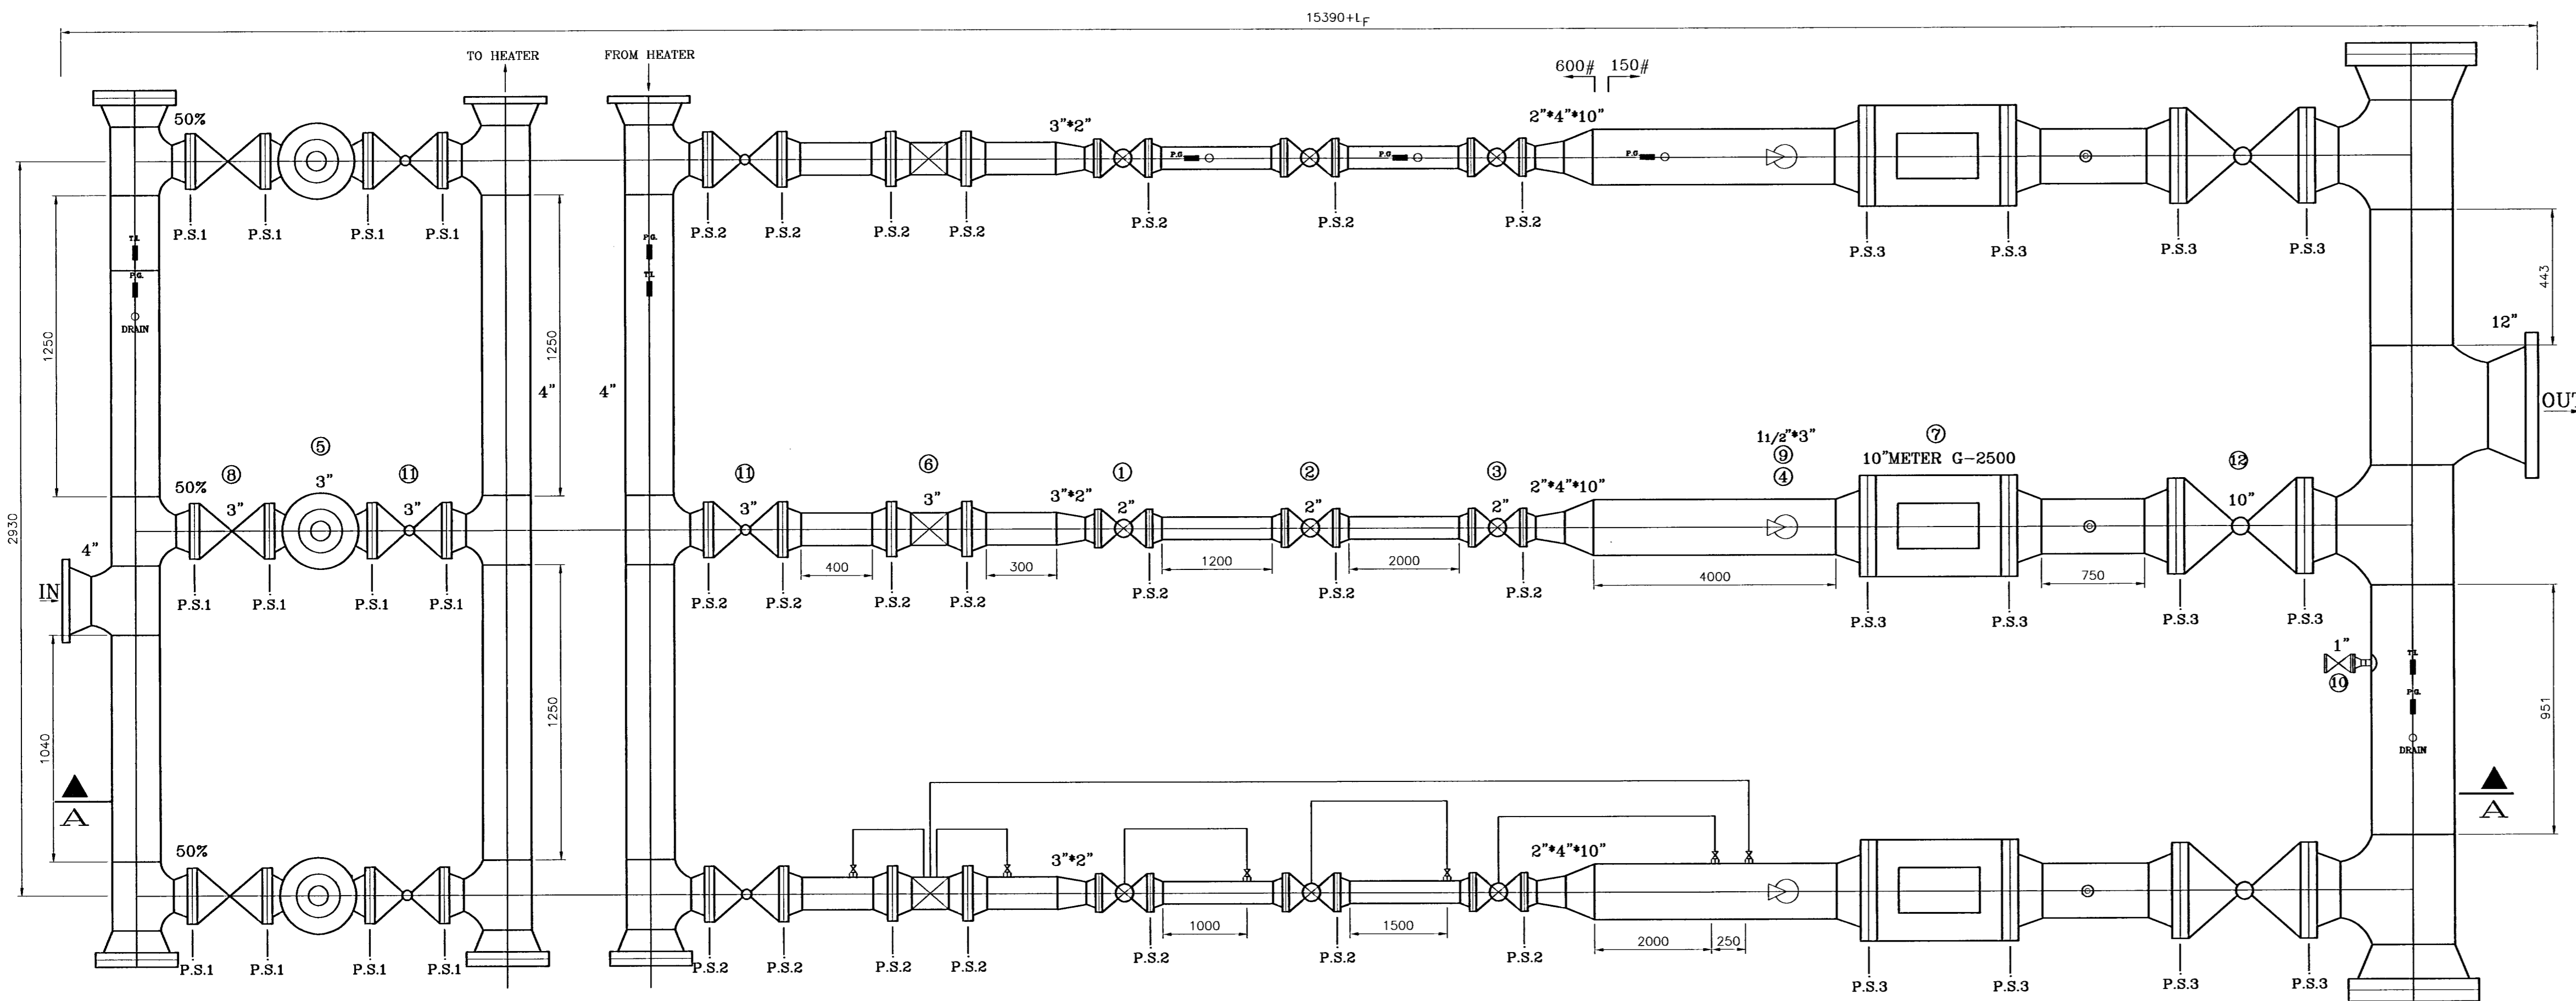 15390+LF
TO HEATER
FROM HEATER
600# 150#
50%
3"*2"
2"*4"*10"
P.G
P.G
P.G
P.S.1 P.S.1 P.S.1 P.S.1
P.S.2 P.S.2 P.S.2 P.S.2 P.S.2 P.S.2 P.S.2
P.S.3 P.S.3 P.S.3 P.S.3
T.I.
P.G.
DRAIN
P.G.
T.I.
443
12"
OUT
1250
1250
4"
4"
2930
50%
⑧
3"
⑤
3"
⑪
3"
⑪
3"
⑥
3"
3"*2"
①
2"
②
2"
③
2"
2"*4"*10"
1 1/2"*3"
⑨
④
⑦
10"METER G-2500
⑫
10"
4"
IN
400
300
1200
2000
4000
750
P.S.1 P.S.1 P.S.1 P.S.1
P.S.2 P.S.2 P.S.2 P.S.2 P.S.2 P.S.2 P.S.2
P.S.3 P.S.3 P.S.3 P.S.3
1"
⑩
T.I.
P.G.
DRAIN
951
1040
1250
A
A
50%
3"*2"
2"*4"*10"
1000
1500
2000
250
P.S.1 P.S.1 P.S.1 P.S.1
P.S.2 P.S.2 P.S.2 P.S.2 P.S.2 P.S.2 P.S.2
P.S.3 P.S.3 P.S.3 P.S.3